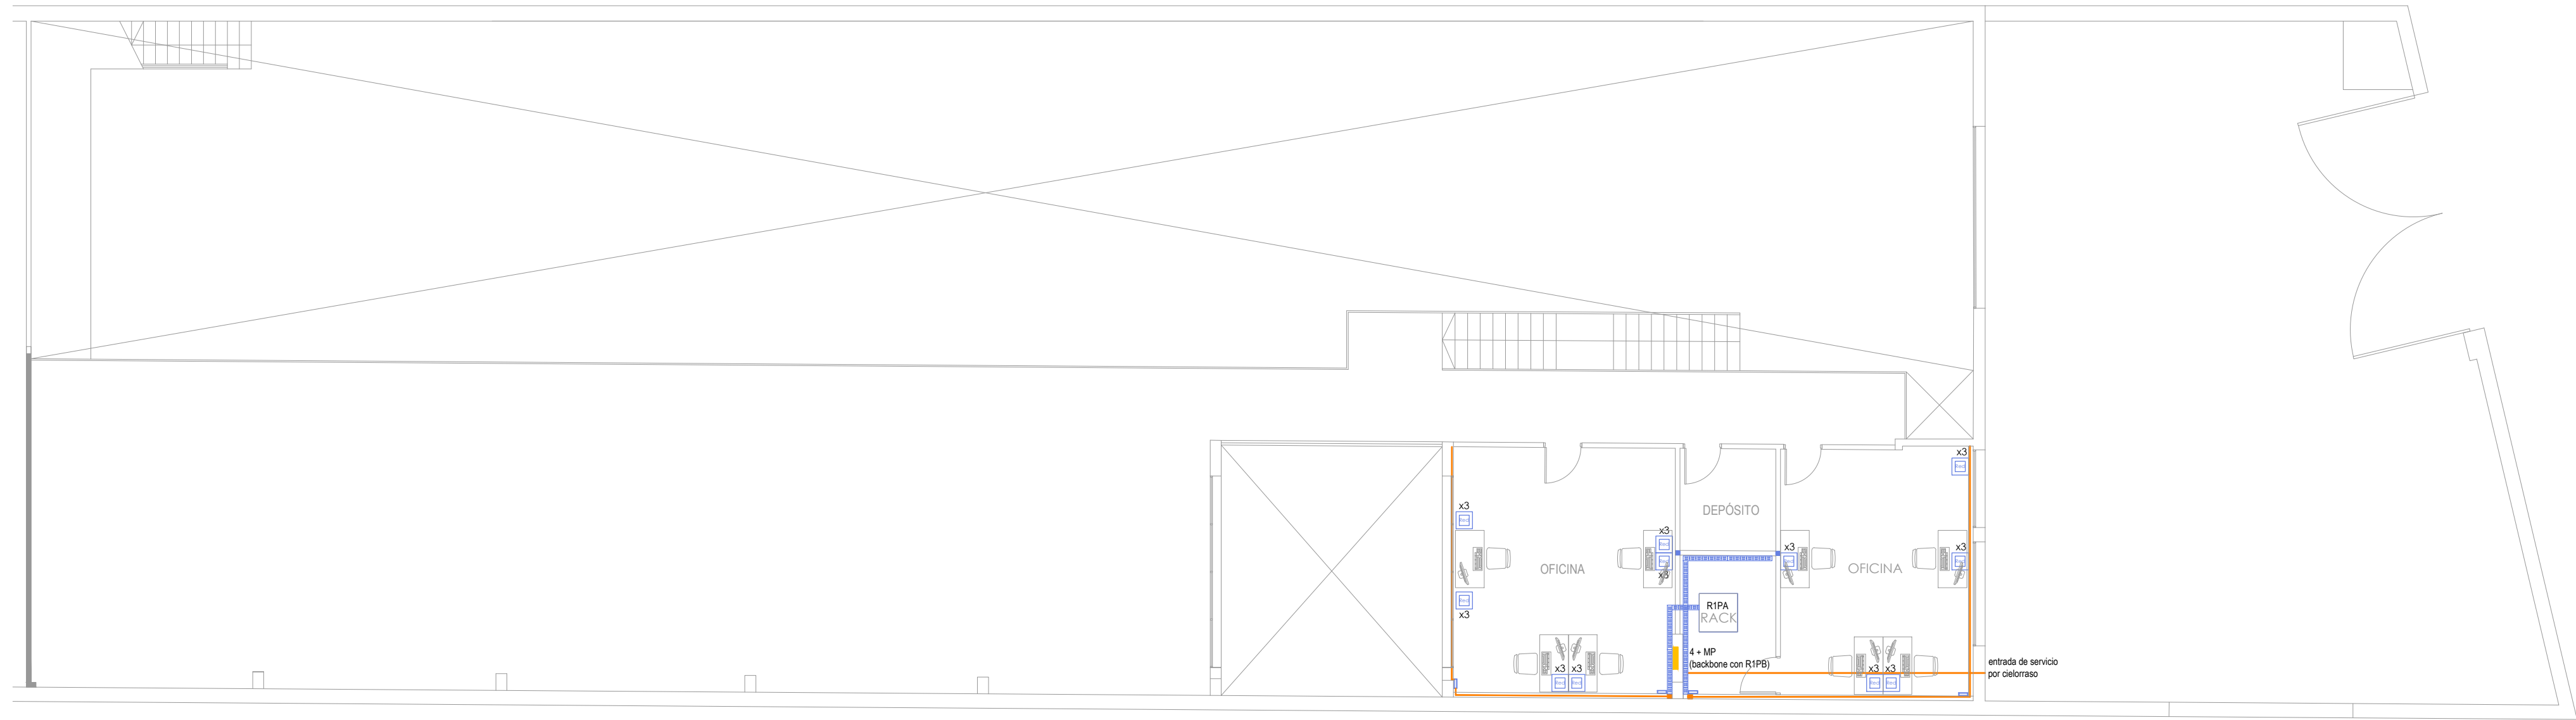 x3
x3
DEPÓSITO
x3
x3
x3
OFICINA
x3
OFICINA
x3
R1PA
RACK
x3
4 + MP
(backbone con R1PB)
entrada de servicio
por cielorraso
x3 x3
x3 x3